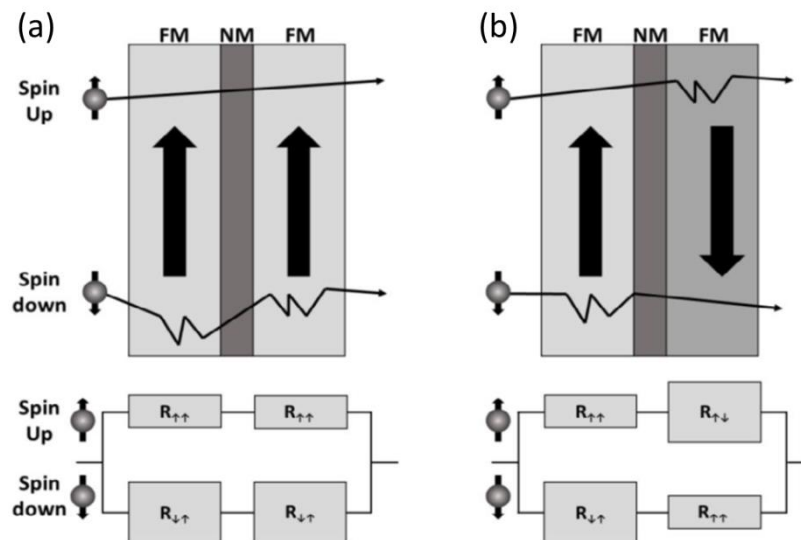 (a)
FM NM FM
Spin
Up
Spin
down
Spin
Up
R↑↑ R↑↑
Spin
down
R↓↑ R↓↑
(b)
FM NM FM
R↑↑ R↑↓
R↓↑ R↑↑